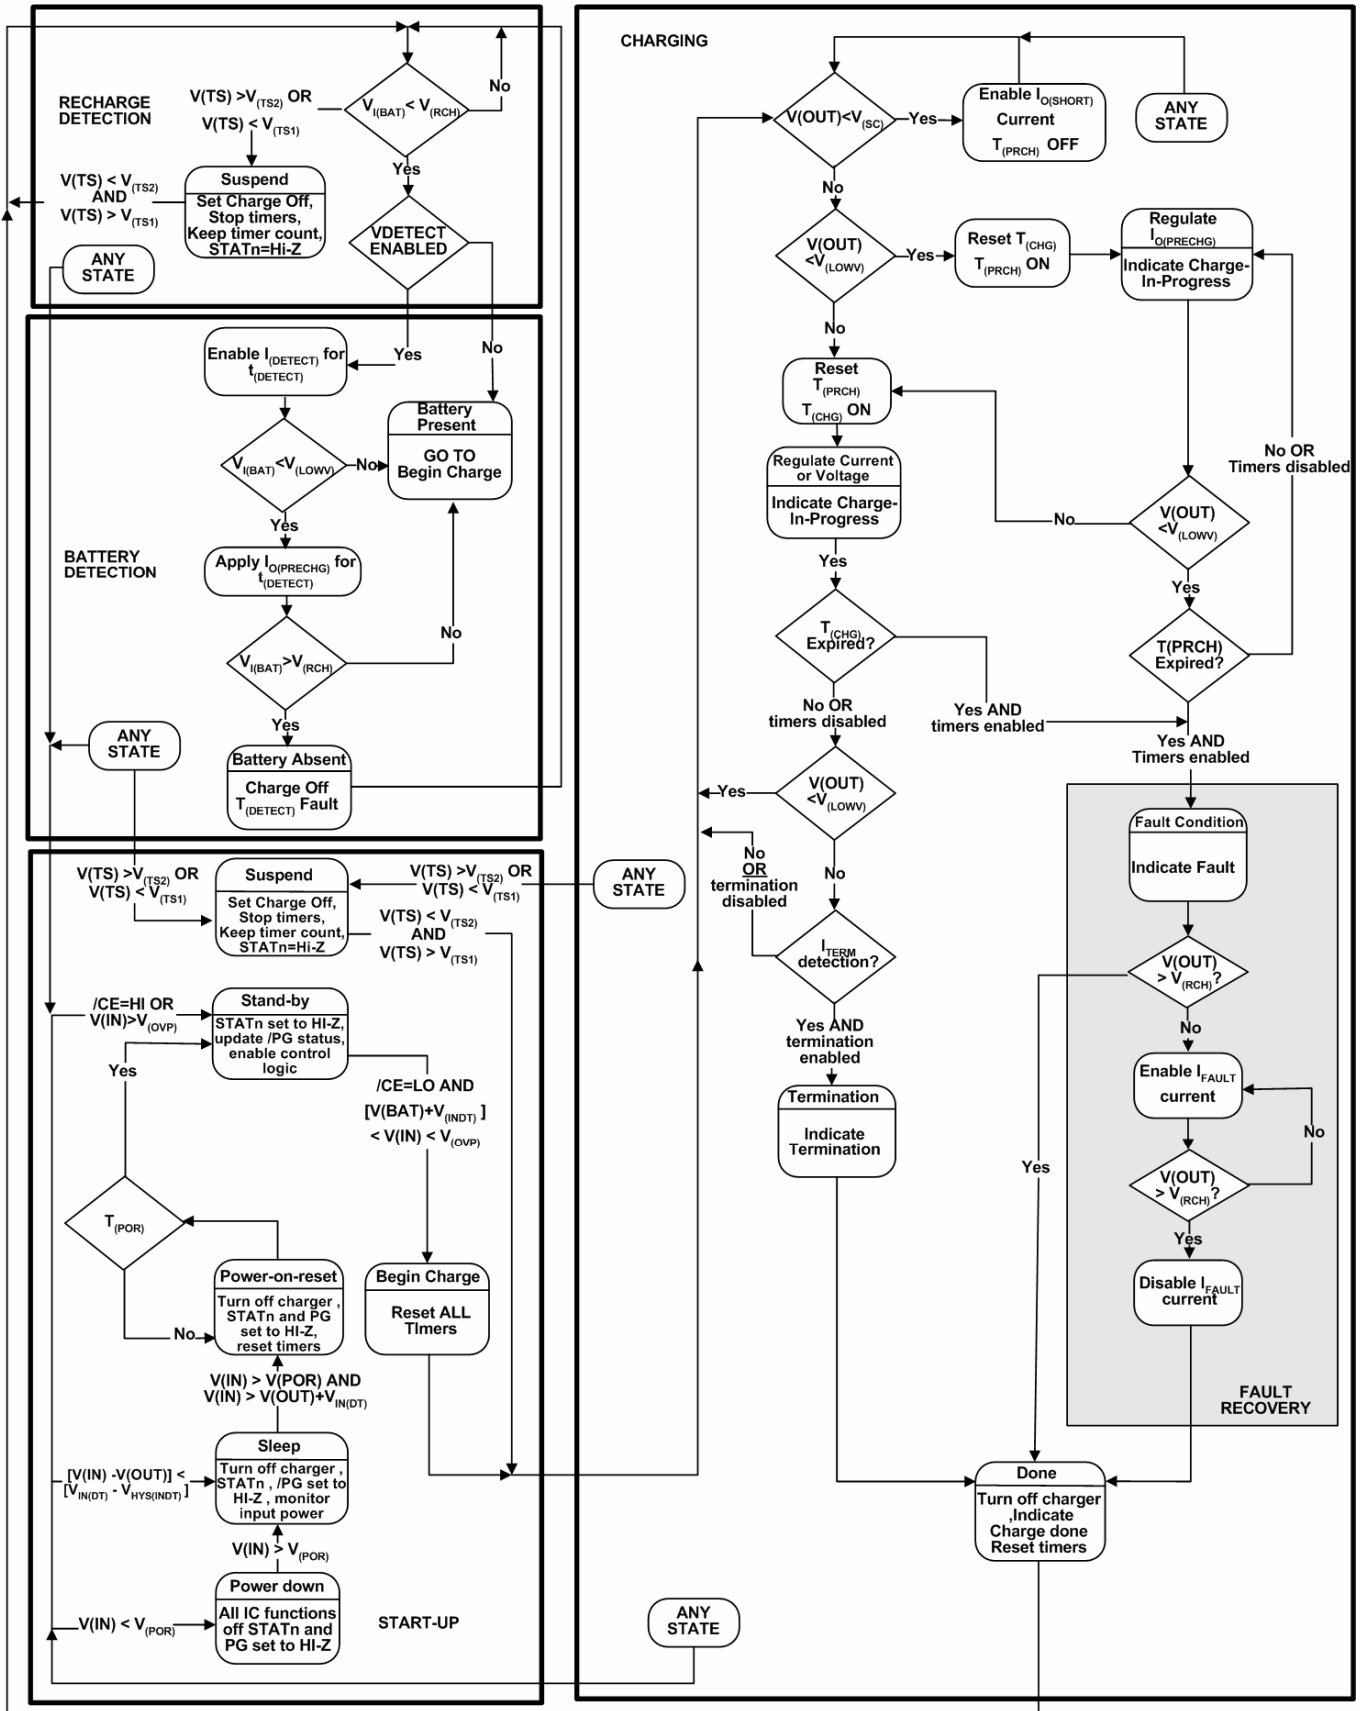 RECHARGE
DETECTION
V(TS) >V(TS2) OR
V(TS) < V(TS1)
VI(BAT)< V(RCH)
No
Yes
Suspend
Set Charge Off,
Stop timers,
Keep timer count,
STATn=Hi-Z
V(TS) < V(TS2)
AND
V(TS) > V(TS1)
ANY
STATE
VDETECT
ENABLED
Yes
No
Enable I(DETECT) for
t(DETECT)
Battery
Present
GO TO
Begin Charge
VI(BAT)<V(LOWV)
No
Yes
BATTERY
DETECTION
Apply IO(PRECHG) for
t(DETECT)
No
VI(BAT)>V(RCH)
Yes
ANY
STATE
Battery Absent
Charge Off
T(DETECT) Fault
V(TS) >V(TS2) OR
V(TS) < V(TS1)
Suspend
Set Charge Off,
Stop timers,
Keep timer count,
STATn=Hi-Z
V(TS) >V(TS2) OR
V(TS) < V(TS1)
V(TS) < V(TS2)
AND
V(TS) > V(TS1)
ANY
STATE
/CE=HI OR
V(IN)>V(OVP)
Stand-by
STATn set to HI-Z,
update /PG status,
enable control
logic
Yes
/CE=LO AND
[V(BAT)+V(INDT) ]
< V(IN) < V(OVP)
T(POR)
No
Power-on-reset
Turn off charger ,
STATn and PG
set to HI-Z,
reset timers
Begin Charge
Reset ALL
TImers
V(IN) > V(POR) AND
V(IN) > V(OUT)+VIN(DT)
Sleep
Turn off charger ,
STATn , /PG set to
HI-Z , monitor
input power
[V(IN) -V(OUT)] <
[VIN(DT) - VHYS(INDT) ]
V(IN) > V(POR)
Power down
All IC functions
off STATn and
PG set to HI-Z
V(IN) < V(POR)
START-UP
CHARGING
V(OUT)<V(SC)
Yes
Enable IO(SHORT)
Current
T(PRCH) OFF
ANY
STATE
No
V(OUT)
<V(LOWV)
Yes
Reset T(CHG)
T(PRCH) ON
Regulate
IO(PRECHG)
Indicate Charge-
In-Progress
No
Reset
T(PRCH)
T(CHG) ON
Regulate Current
or Voltage
Indicate Charge-
In-Progress
No OR
Timers disabled
V(OUT)
<V(LOWV)
No
Yes
Yes
T(CHG)
Expired?
T(PRCH)
Expired?
No OR
timers disabled
Yes AND
timers enabled
Yes AND
Timers enabled
V(OUT)
<V(LOWV)
Yes
No
No
OR
termination
disabled
ITERM
detection?
Yes AND
termination
enabled
Termination
Indicate
Termination
Fault Condition
Indicate Fault
V(OUT)
> V(RCH) ?
No
Yes
Enable IFAULT
current
No
V(OUT)
> V(RCH) ?
Yes
Disable IFAULT
current
FAULT
RECOVERY
Done
Turn off charger
,Indicate
Charge done
Reset timers
ANY
STATE